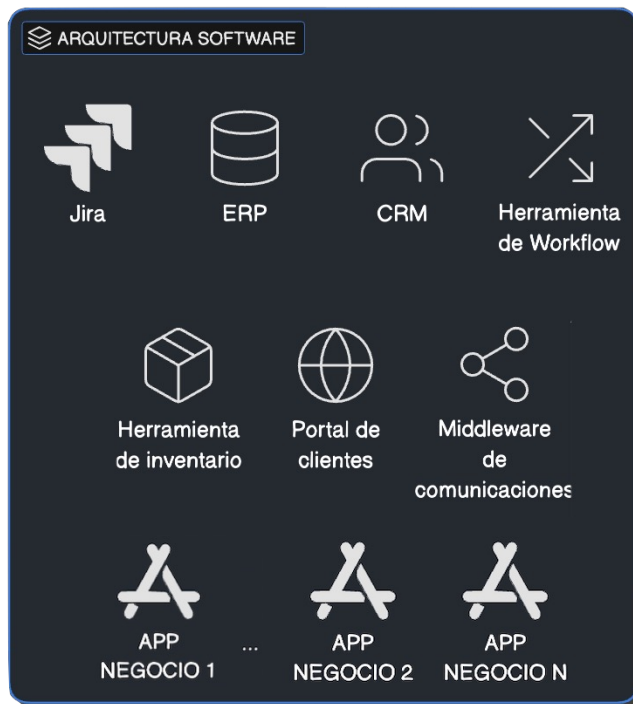 ARQUITECTURA SOFTWARE
Jira
ERP
CRM
Herramienta
de Workflow
Herramienta
de inventario
Portal de
clientes
Middleware
de
comunicaciones
APP
NEGOCIO 1
...
APP
NEGOCIO 2
APP
NEGOCIO N